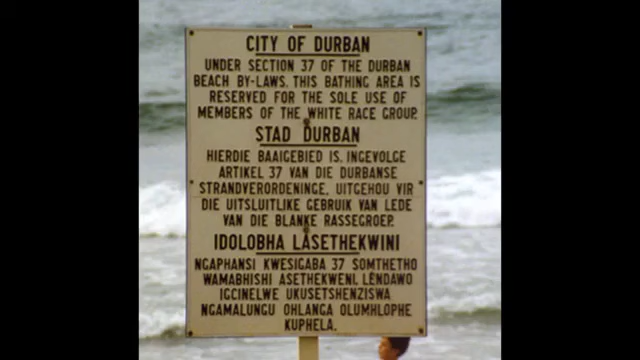 CITY OF DURBAN
UNDER SECTION 37 OF THE DURBAN
BEACH BY-LAWS. THIS BATHING AREA IS
RESERVED FOR THE SOLE USE OF
MEMBERS OF THE WHITE RACE GROUP.
STAD DURBAN
HIERDIE BAAIGEBIED IS, INGEVOLGE
ARTIKEL 37 VAN DIE DURBANSE
STRANDVERORDENINGE, UITGEHOU VIR
DIE UITSLUITLIKE GEBRUIK VAN LEDE
VAN DIE BLANKE RASSEGROEP.
IDOLOBHA LASETHEKWINI
NGAPHANSI KWESIGABA 37 SOMTHETHO
WAMABHISHI ASETHEKWENI, LENDAWO
IGCINELWE UKUSETSHENZISWA
NGAMALUNGU OHLANGA OLUMHLOPHE
KUPHELA.